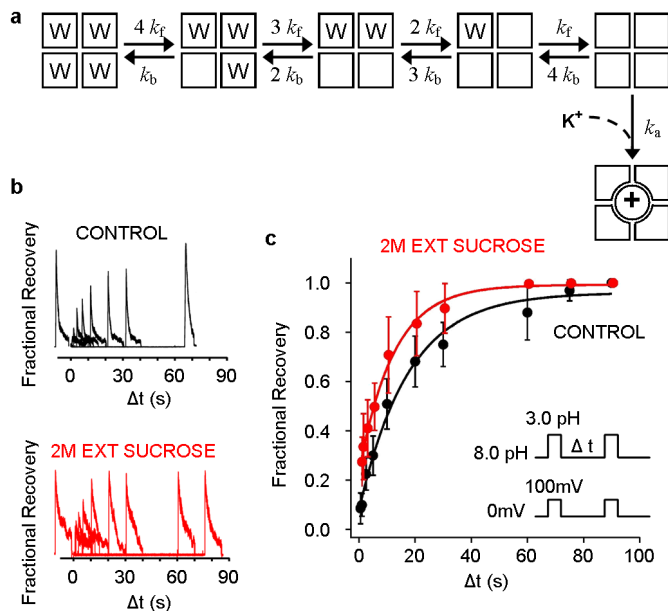 a
W W 4 kf W W 3 kf W W 2 kf W kf
W W kb W 2 kb 3 kb 4 kb
K+ ka
+
b
CONTROL
Fractional Recovery
0 30 60 90
Δt (s)
2M EXT SUCROSE
Fractional Recovery
0 30 60 90
Δt (s)
c
2M EXT SUCROSE
CONTROL
Fractional Recovery
1.0
0.8
0.6
0.4
0.2
0.0
3.0 pH
8.0 pH Δ t
100mV
0mV
0 20 40 60 80 100
Δt (s)